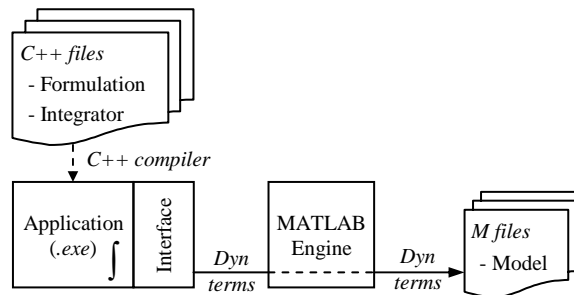 C++ files
- Formulation
- Integrator
C++ compiler
Application
(.exe) ∫
Interface
Dyn
terms
MATLAB
Engine
Dyn
terms
M files
- Model